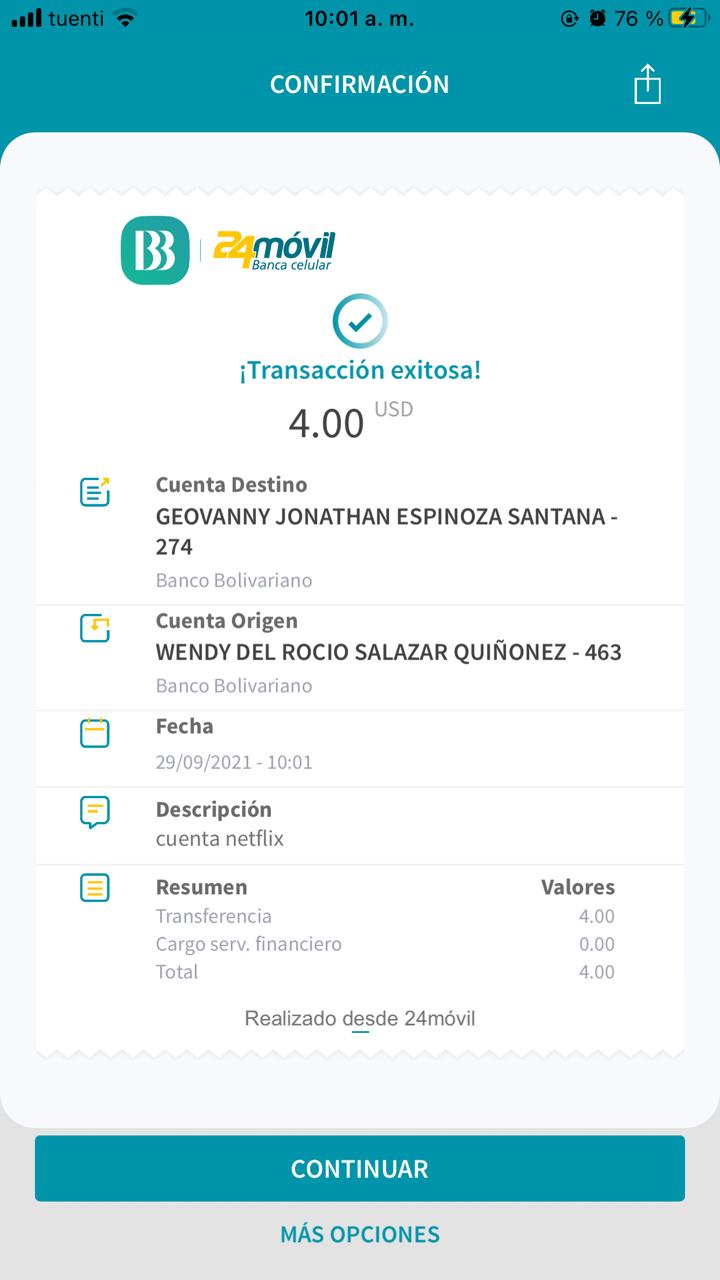 tuenti 10:01 a. m. 76 %
CONFIRMACIÓN
B 24móvil
Banca celular
¡Transacción exitosa!
4.00 USD
Cuenta Destino
GEOVANNY JONATHAN ESPINOZA SANTANA -
274
Banco Bolivariano
Cuenta Origen
WENDY DEL ROCIO SALAZAR QUIÑONEZ - 463
Banco Bolivariano
Fecha
29/09/2021 - 10:01
Descripción
cuenta netflix
Resumen Valores
Transferencia 4.00
Cargo serv. financiero 0.00
Total 4.00
Realizado desde 24móvil
CONTINUAR
MÁS OPCIONES